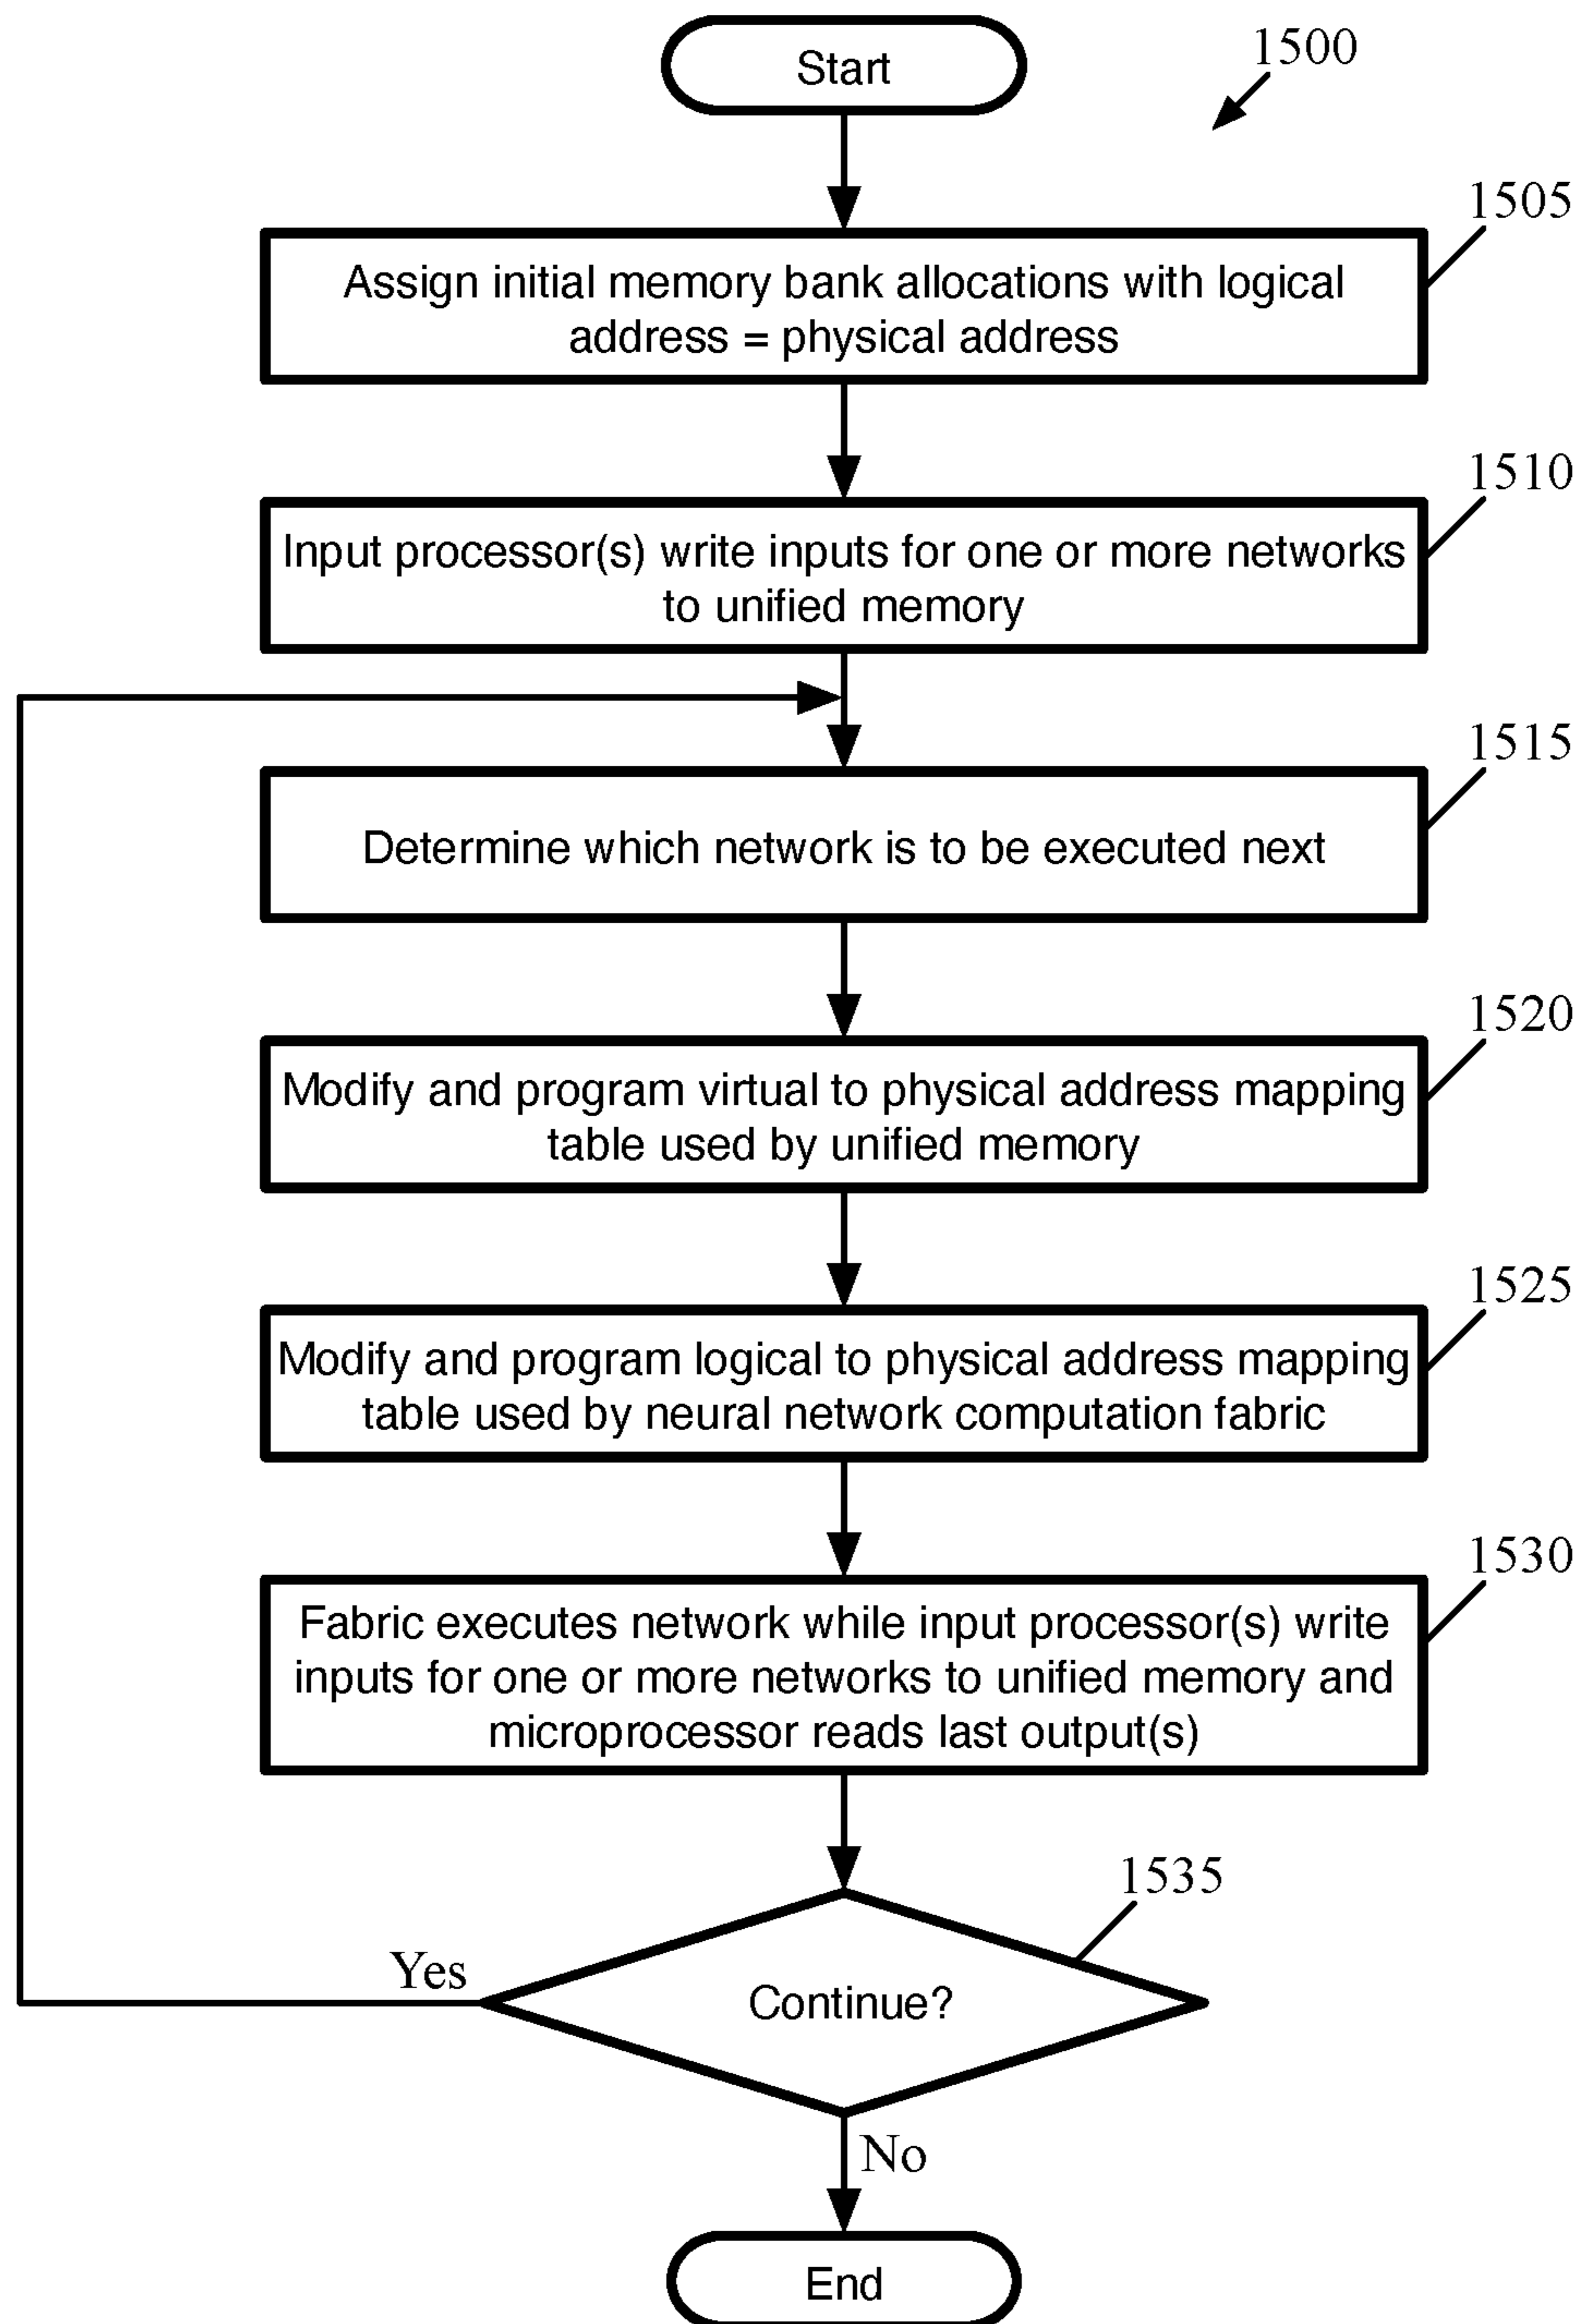 Start
1500
1505
Assign initial memory bank allocations with logical
address = physical address
1510
Input processor(s) write inputs for one or more networks
to unified memory
1515
Determine which network is to be executed next
1520
Modify and program virtual to physical address mapping
table used by unified memory
1525
Modify and program logical to physical address mapping
table used by neural network computation fabric
1530
Fabric executes network while input processor(s) write
inputs for one or more networks to unified memory and
microprocessor reads last output(s)
1535
Yes
Continue?
No
End